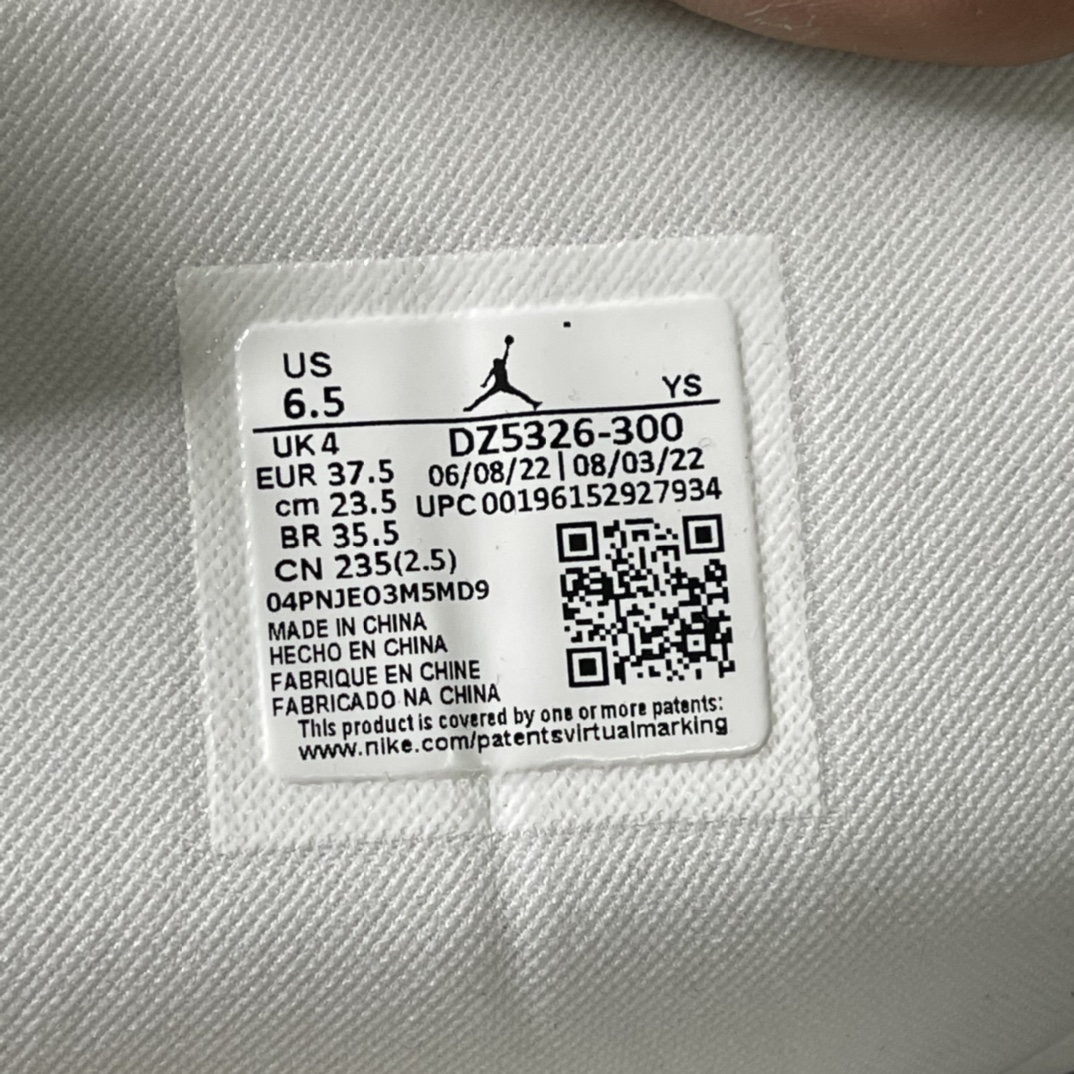 US
6.5
YS
UK 4
DZ5326-300
EUR 37.5
06/08/22 | 08/03/22
cm 23.5
UPC 00196152927934
BR 35.5
CN 235(2.5)
04PNJEO3M5MD9
MADE IN CHINA
HECHO EN CHINA
FABRIQUE EN CHINE
FABRICADO NA CHINA
This product is covered by one or more patents:
www.nike.com/patentsvirtualmarking